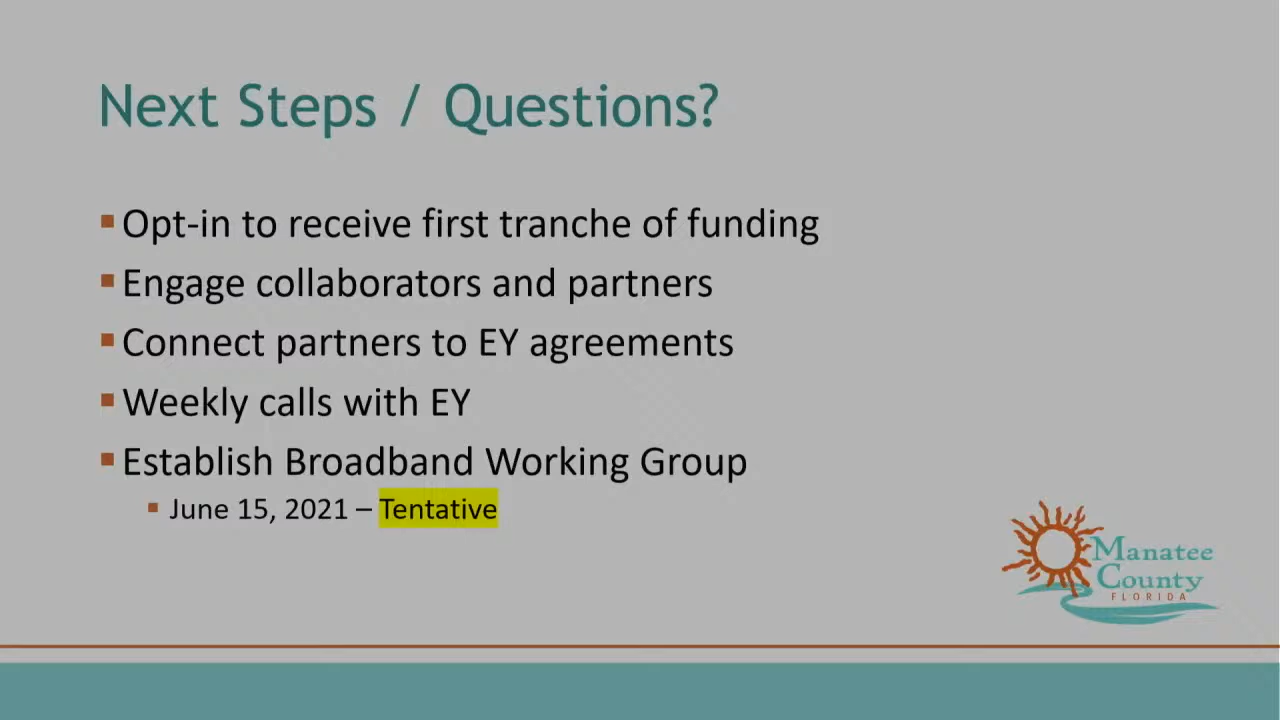 Next Steps / Questions?
Opt-in to receive first tranche of funding
Engage collaborators and partners
Connect partners to EY agreements
Weekly calls with EY
Establish Broadband Working Group
June 15, 2021 – Tentative
Manatee
County
FLORIDA